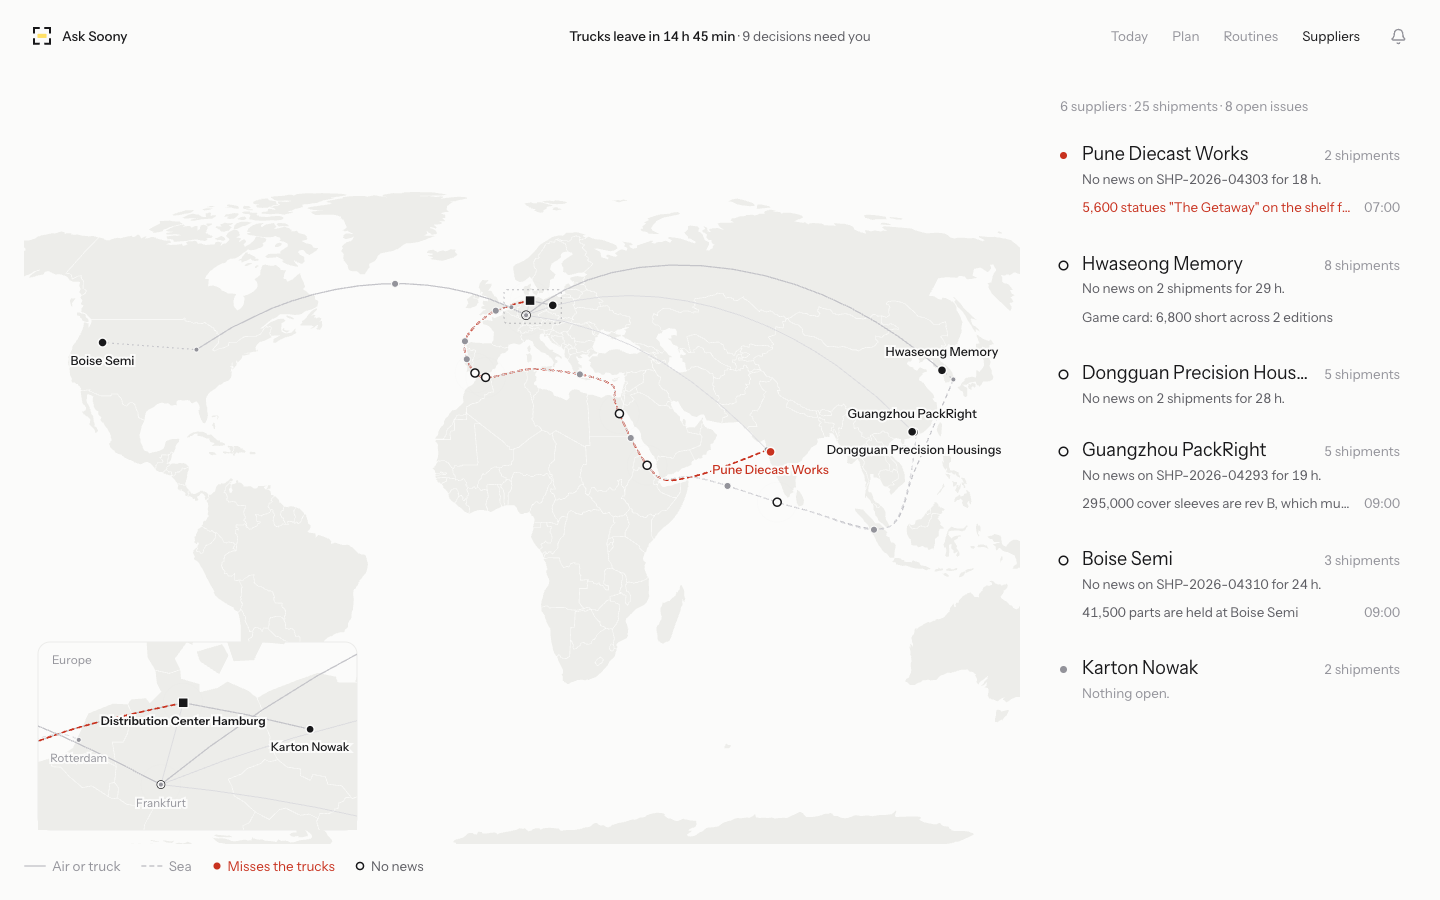 Ask Soony
Trucks leave in 14 h 45 min · 9 decisions need you
Today
Plan
Routines
Suppliers
6 suppliers · 25 shipments · 8 open issues
Pune Diecast Works
2 shipments
No news on SHP-2026-04303 for 18 h.
5,600 statues "The Getaway" on the shelf f...
07:00
Hwaseong Memory
8 shipments
No news on 2 shipments for 29 h.
Game card: 6,800 short across 2 editions
Dongguan Precision Hous...
5 shipments
No news on 2 shipments for 28 h.
Guangzhou PackRight
5 shipments
No news on SHP-2026-04293 for 19 h.
295,000 cover sleeves are rev B, which mu...
09:00
Boise Semi
3 shipments
No news on SHP-2026-04310 for 24 h.
41,500 parts are held at Boise Semi
09:00
Karton Nowak
2 shipments
Nothing open.
Boise Semi
Hwaseong Memory
Guangzhou PackRight
Dongguan Precision Housings
Pune Diecast Works
Europe
Distribution Center Hamburg
Karton Nowak
Rotterdam
Frankfurt
Air or truck
Sea
Misses the trucks
No news